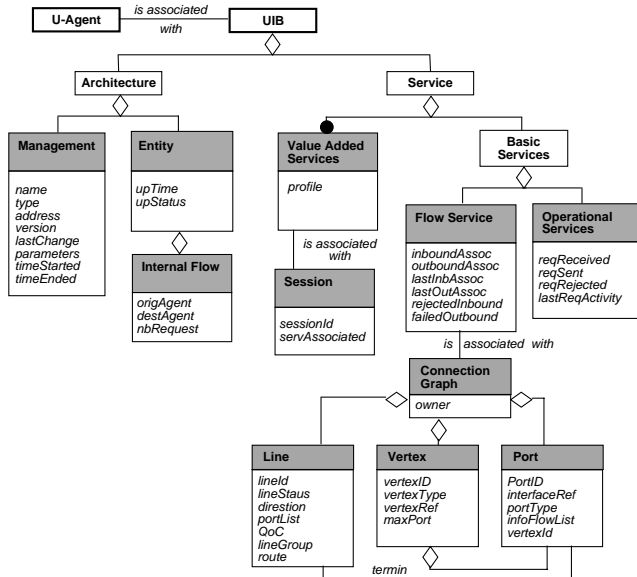 U-Agent
is associated
with
UIB
Architecture
Service
Management
name
type
address
version
lastChange
parameters
timeStarted
timeEnded
Entity
upTime
upStatus
Internal Flow
origAgent
destAgent
nbRequest
Value Added
Services
profile
is associated
with
Session
sessionId
servAssociated
Basic
Services
Flow Service
inboundAssoc
outboundAssoc
lastInbAssoc
lastOutAssoc
rejectedInbound
failedOutbound
Operational
Services
reqReceived
reqSent
reqRejected
lastReqActivity
is associated with
Connection
Graph
owner
Line
lineId
lineStaus
direstion
portList
QoC
lineGroup
route
Vertex
vertexID
vertexType
vertexRef
maxPort
Port
PortID
interfaceRef
portType
infoFlowList
vertexId
termin